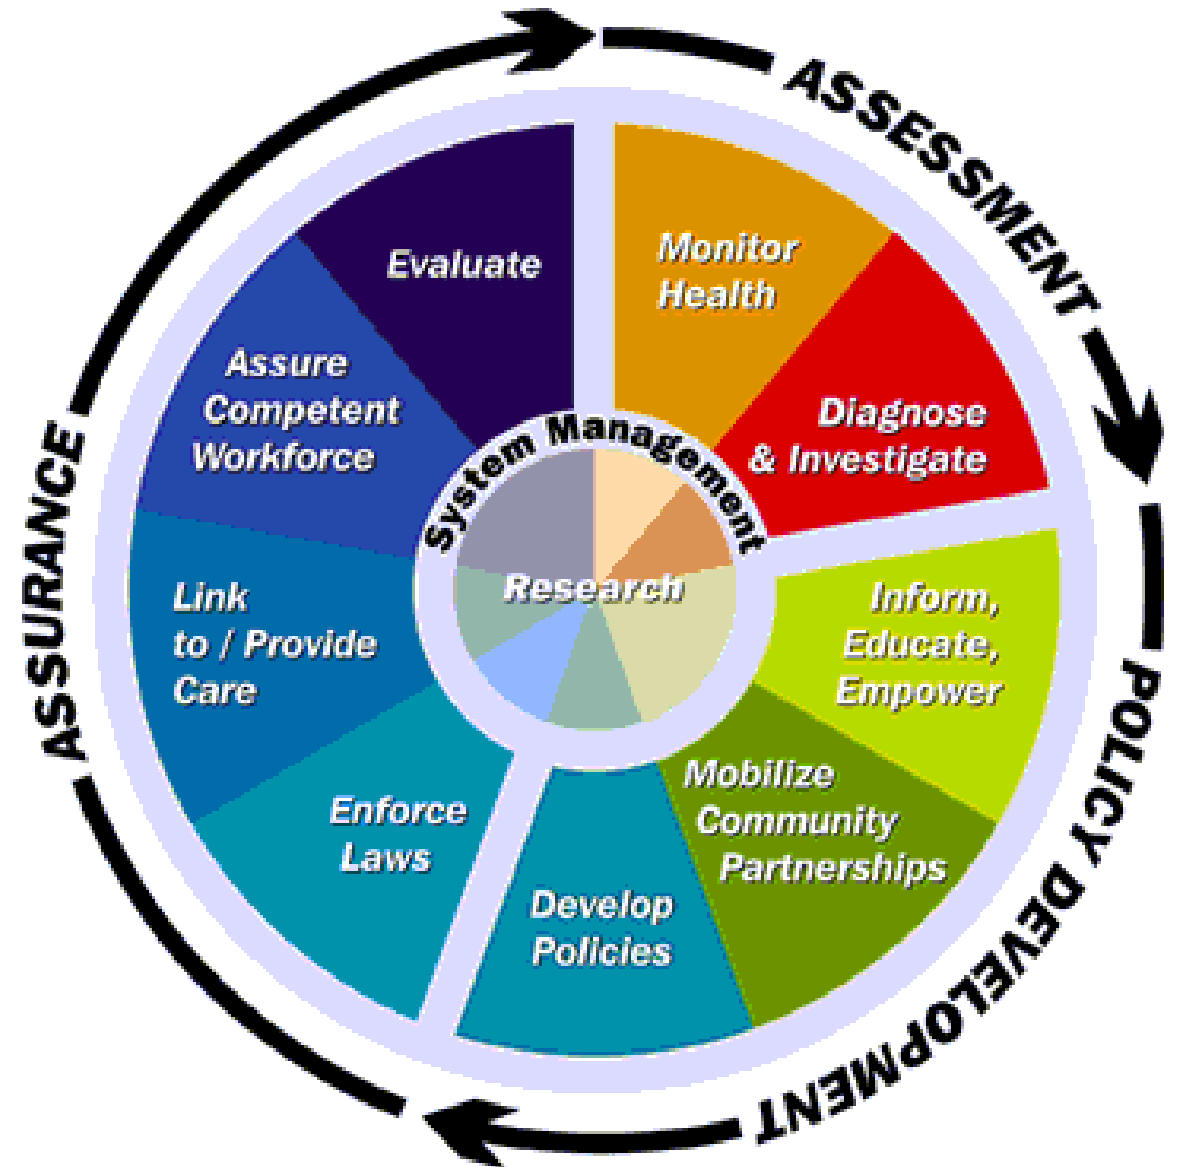 ASSESSMENT
Monitor
Health
Diagnose
& Investigate
POLICY DEVELOPMENT
Inform,
Educate,
Empower
Mobilize
Community
Partnerships
Develop
Policies
ASSURANCE
Enforce
Laws
Link
to / Provide
Care
Assure
Competent
Workforce
Evaluate
System Management
Research